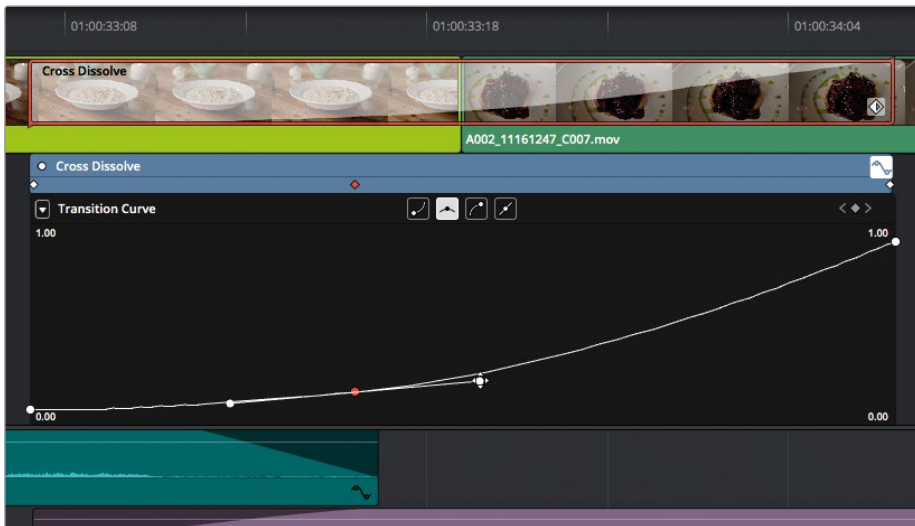 01:00:33:08 01:00:33:18 01:00:34:04
Cross Dissolve
A002_11161247_C007.mov
Cross Dissolve
Transition Curve
1.00 1.00
0.00 0.00